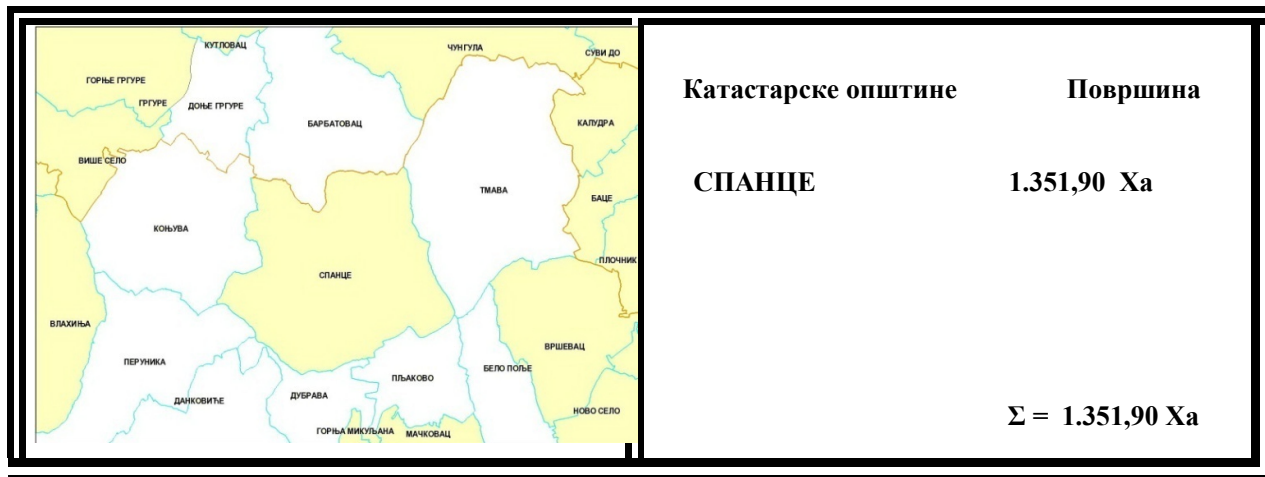 КУТЛОВАЦ
ЧУНГУЛА
СУВИ ДО
ГОРЊЕ ГРГУРЕ
ГРГУРЕ
ДОЊЕ ГРГУРЕ
БАРБАТОВАЦ
КАЛУДРА
ВИШЕ СЕЛО
ТМАВА
БАЦЕ
КОЊУВА
ПЛОЧНИК
СПАНЦЕ
ВЛАХИЊА
ВРШЕВАЦ
ПЕРУНИКА
БЕЛО ПОЉЕ
ПЉАКОВО
ДАНКОВИЋЕ
ДУБРАВА
НОВО СЕЛО
ГОРЊА МИКУЉАНА
МАЧКОВАЦ
Катастарске општине Површина
СПАНЦЕ 1.351,90 Ха
Σ = 1.351,90 Ха